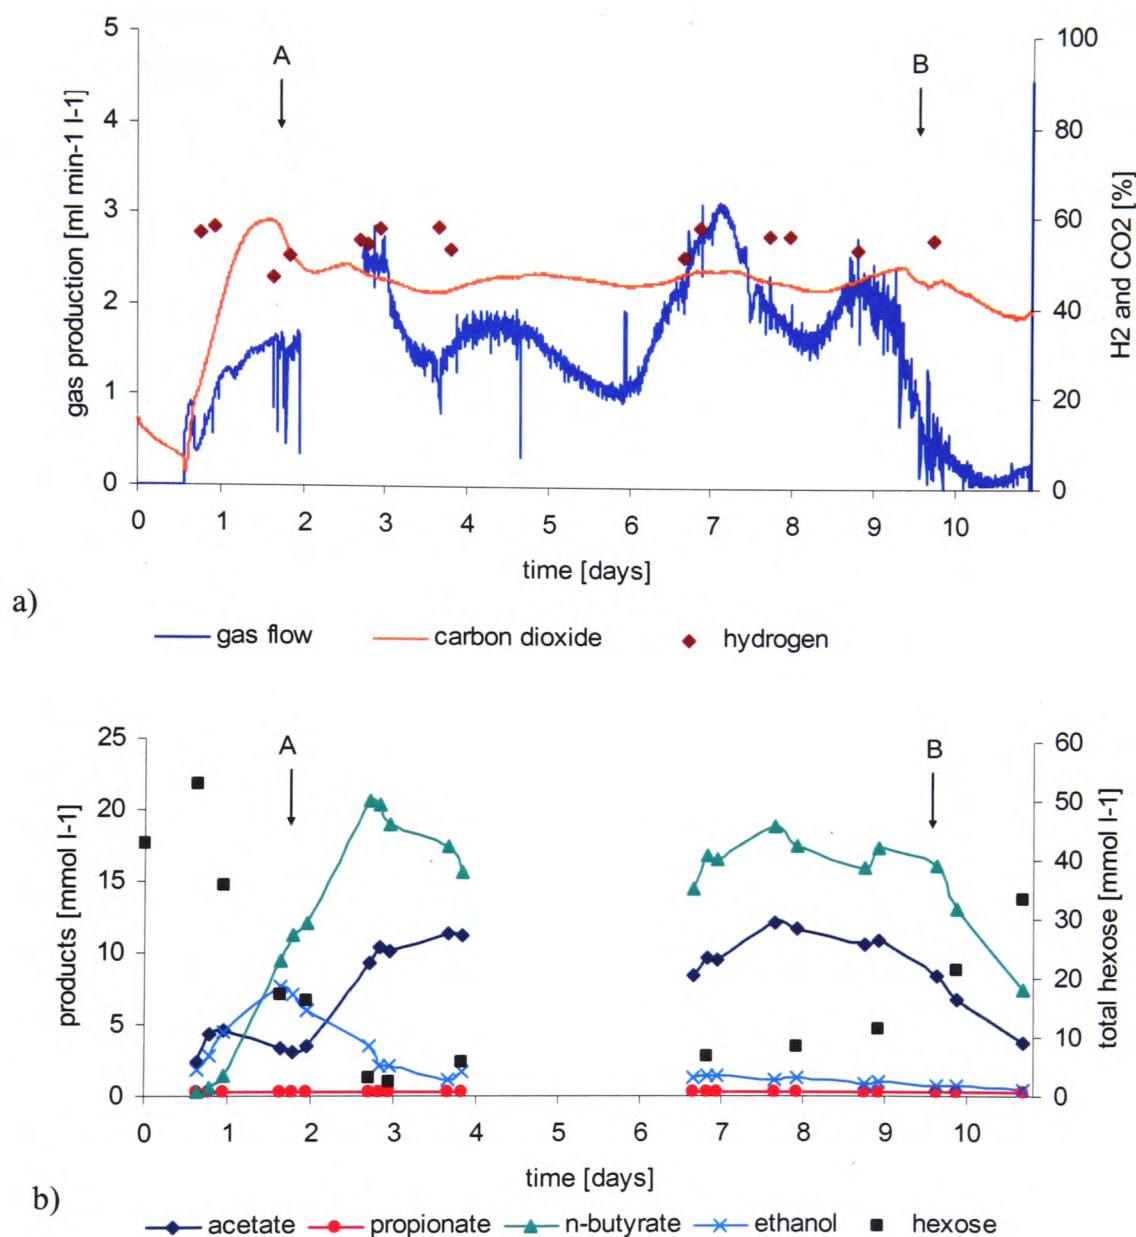 5
4
3
2
1
0
gas production [ml min-1 l-1]
A
B
100
80
60
40
20
0
H2 and CO2 [%]
0 1 2 3 4 5 6 7 8 9 10
time [days]
a)
gas flow carbon dioxide hydrogen
25
20
15
10
5
0
products [mmol l-1]
A
B
60
50
40
30
20
10
0
total hexose [mmol l-1]
0 1 2 3 4 5 6 7 8 9 10
time [days]
b)
acetate propionate n-butyrate ethanol hexose